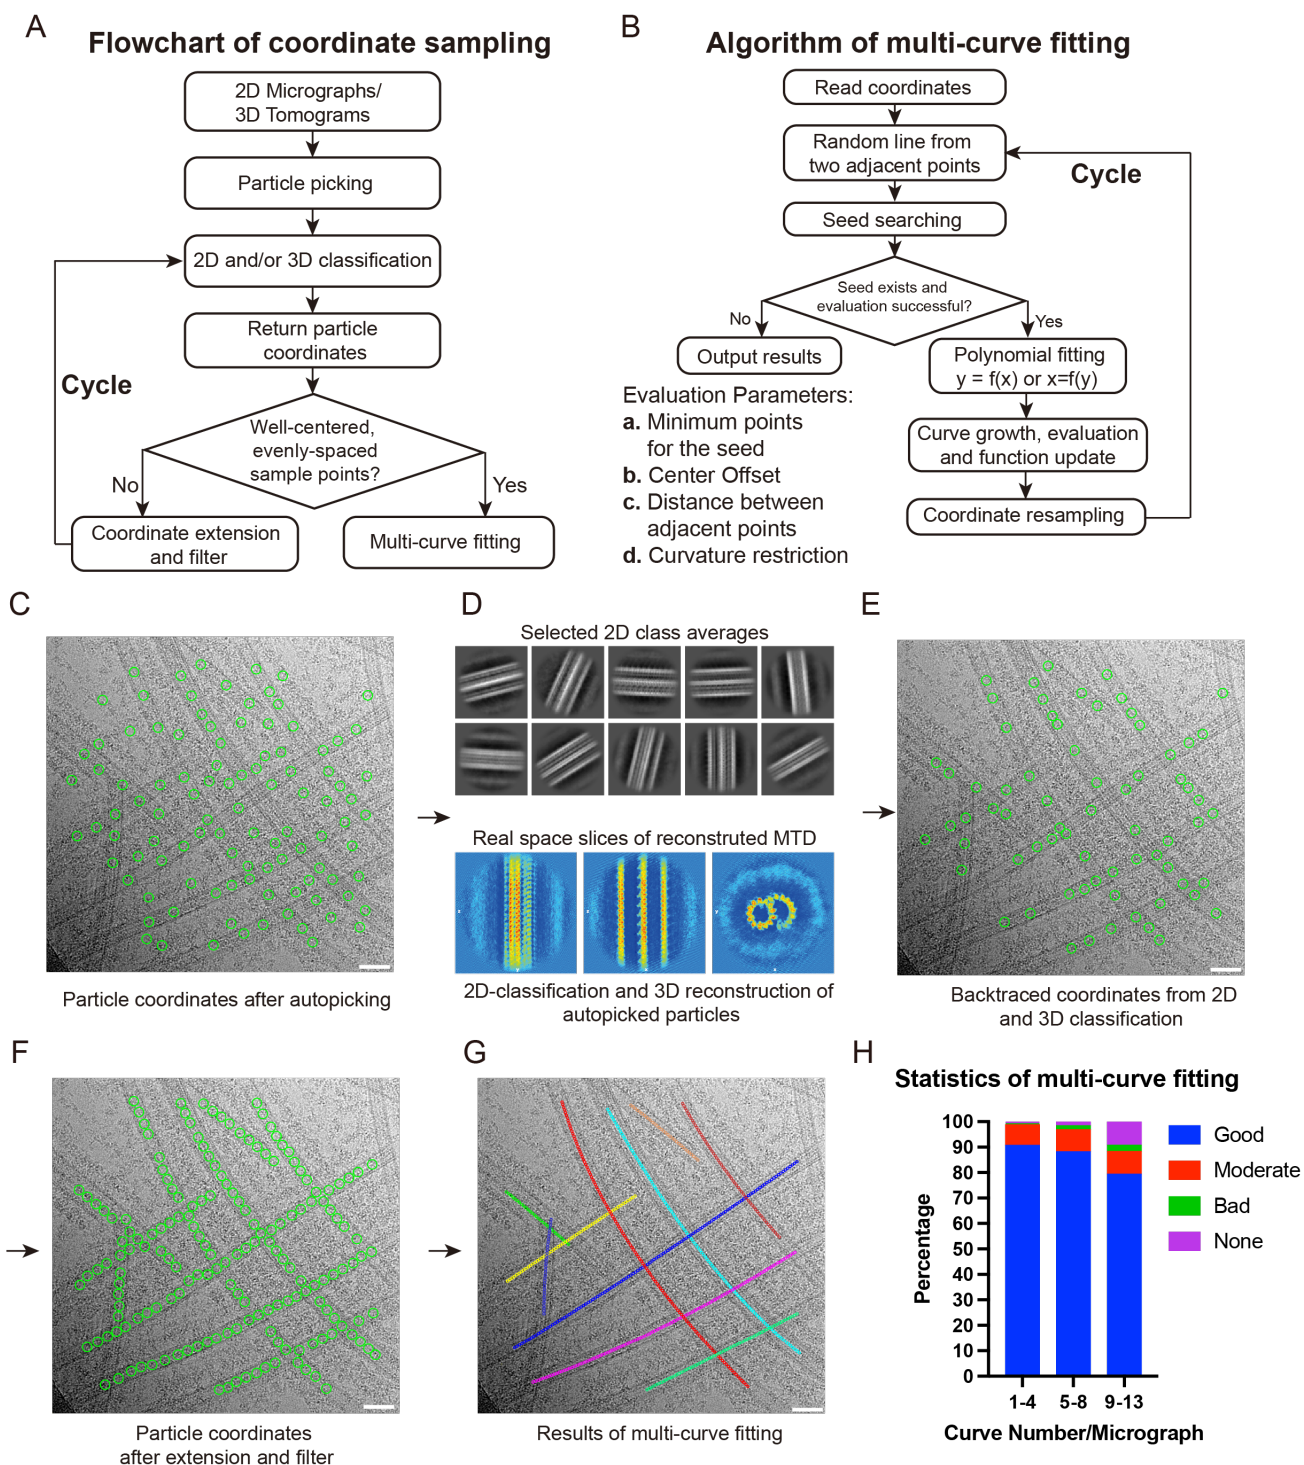 A
Flowchart of coordinate sampling
2D Micrographs/
3D Tomograms
Particle picking
2D and/or 3D classification
Return particle
coordinates
Cycle
Well-centered,
evenly-spaced
sample points?
No
Yes
Coordinate extension
and filter
Multi-curve fitting
B
Algorithm of multi-curve fitting
Read coordinates
Random line from
two adjacent points
Cycle
Seed searching
Seed exists and
evaluation successful?
No
Yes
Output results
Polynomial fitting
y = f(x) or x=f(y)
Curve growth, evaluation
and function update
Coordinate resampling
Evaluation Parameters:
a. Minimum points
for the seed
b. Center Offset
c. Distance between
adjacent points
d. Curvature restriction
C
Particle coordinates after autopicking
D
Selected 2D class averages
Real space slices of reconstruted MTD
2D-classification and 3D reconstruction of
autopicked particles
E
Backtraced coordinates from 2D
and 3D classification
F
Particle coordinates
after extension and filter
G
Results of multi-curve fitting
H
Statistics of multi-curve fitting
Percentage
100
90
80
70
60
50
40
30
20
10
0
1-4
5-8
9-13
Curve Number/Micrograph
Good
Moderate
Bad
None